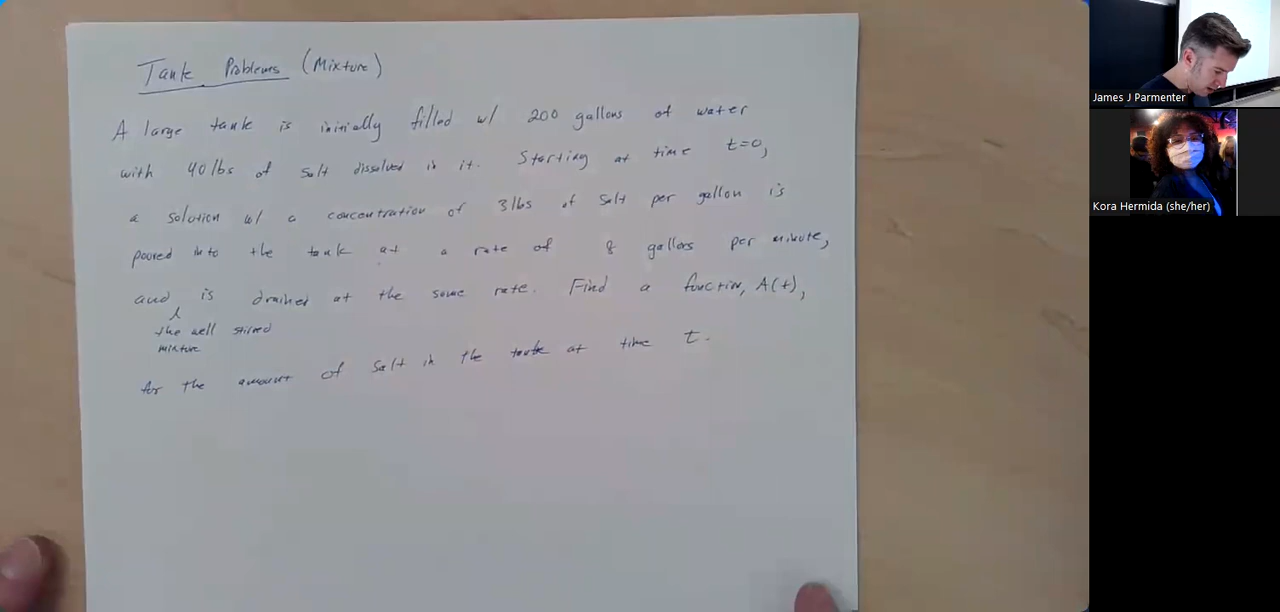 Tank Problems (Mixture)
A large tank is initially filled w/ 200 gallons of water
with 40 lbs of salt dissolved in it. Starting at time t=0,
a solution w/ a concentration of 3 lbs of salt per gallon is
poured into the tank at a rate of 8 gallons per minute,
and is drained at the same rate. Find a function, A(t),
the well stirred
mixture
for the amount of salt in the tank at time t.
James J Parmenter
Kora Hermida (she/her)